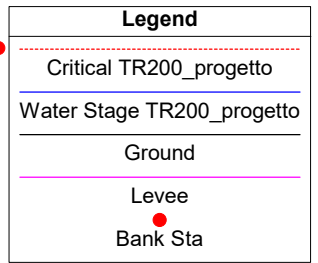 Legend
Critical TR200_progetto
Water Stage TR200_progetto
Ground
Levee
Bank Sta